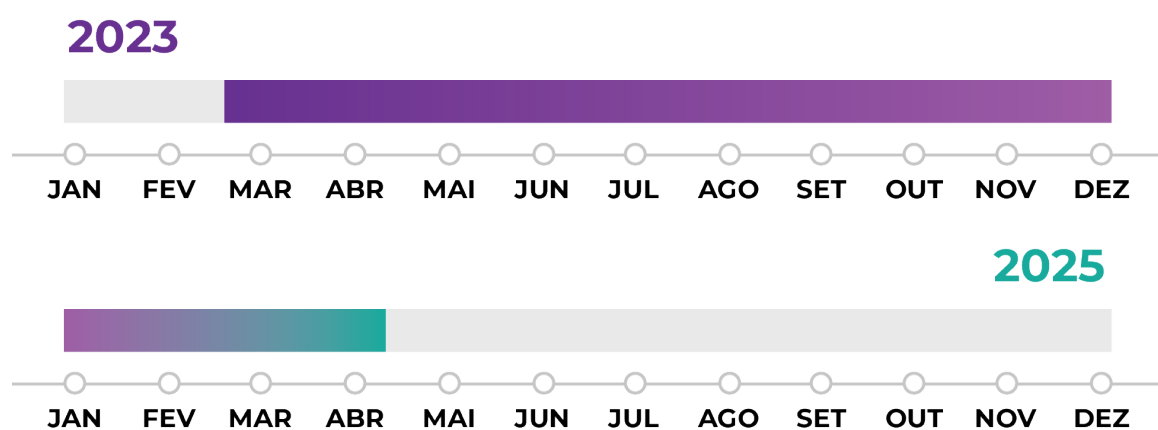 2023
JAN FEV MAR ABR MAI JUN JUL AGO SET OUT NOV DEZ
2025
JAN FEV MAR ABR MAI JUN JUL AGO SET OUT NOV DEZ